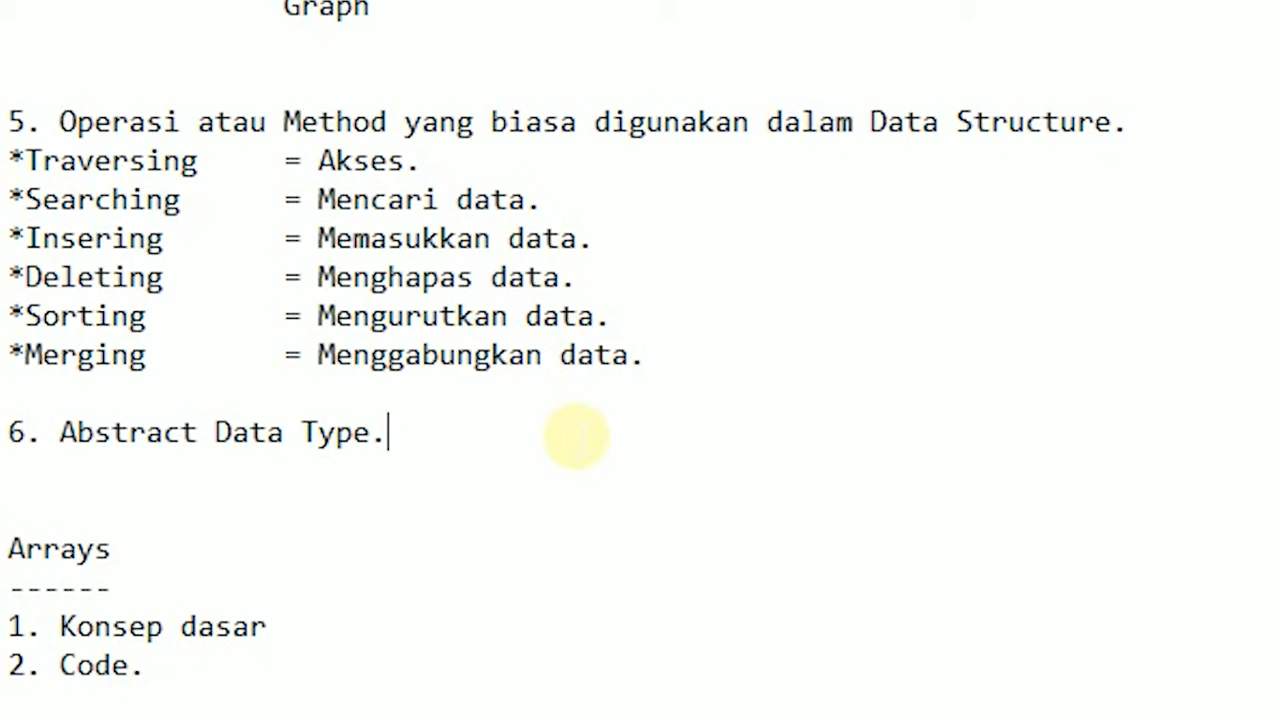 Graph
5. Operasi atau Method yang biasa digunakan dalam Data Structure.
*Traversing = Akses.
*Searching = Mencari data.
*Insering = Memasukkan data.
*Deleting = Menghapas data.
*Sorting = Mengurutkan data.
*Merging = Menggabungkan data.
6. Abstract Data Type.
Arrays
------
1. Konsep dasar
2. Code.